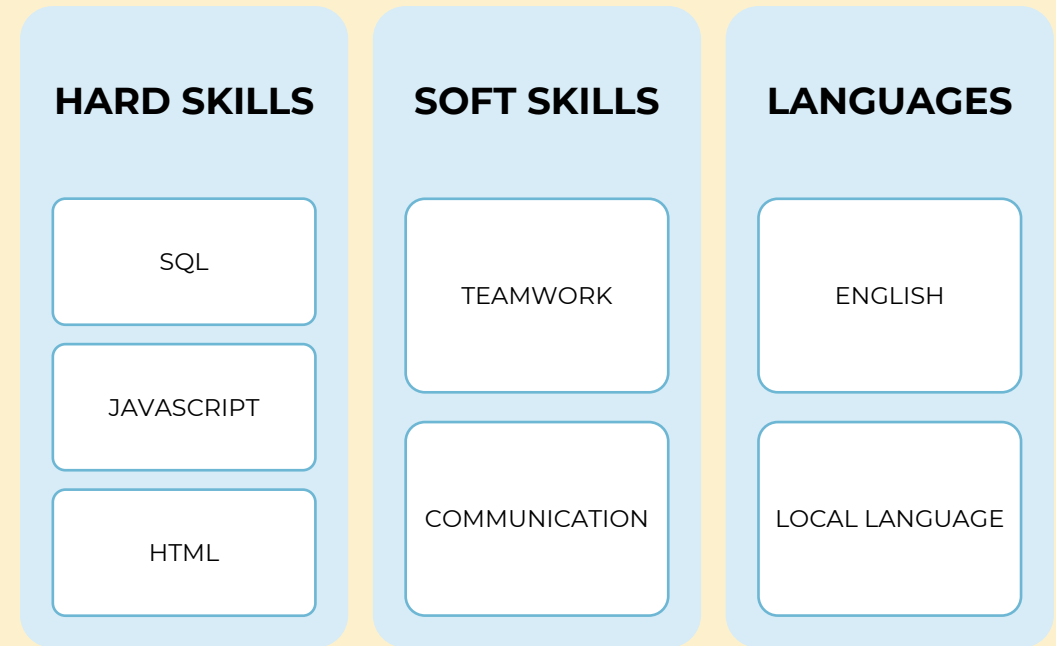 HARD SKILLS
SQL
JAVASCRIPT
HTML
SOFT SKILLS
TEAMWORK
COMMUNICATION
LANGUAGES
ENGLISH
LOCAL LANGUAGE